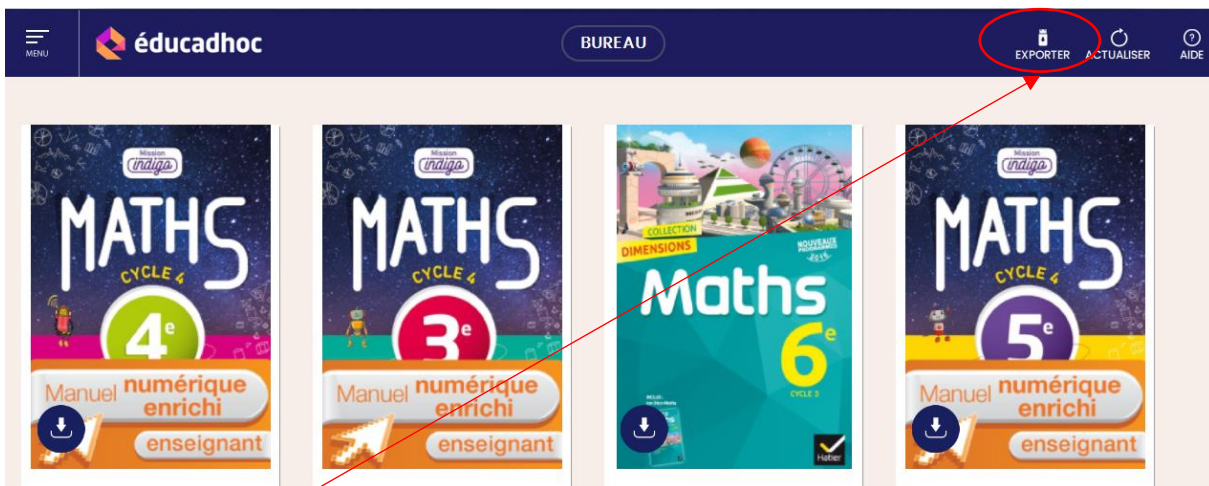 MENU
éducadhoc
BUREAU
EXPORTER
ACTUALISER
?
AIDE
Mission
indigo
MATHS
CYCLE 4
4e
Manuel numérique
enrichi
enseignant
Mission
indigo
MATHS
CYCLE 4
3e
Manuel numérique
enrichi
enseignant
COLLECTION
DIMENSIONS
NOUVEAUX
PROGRAMMES
2016
Maths
6e
CYCLE 3
Hatier
Mission
indigo
MATHS
CYCLE 4
5e
Manuel numérique
enrichi
enseignant